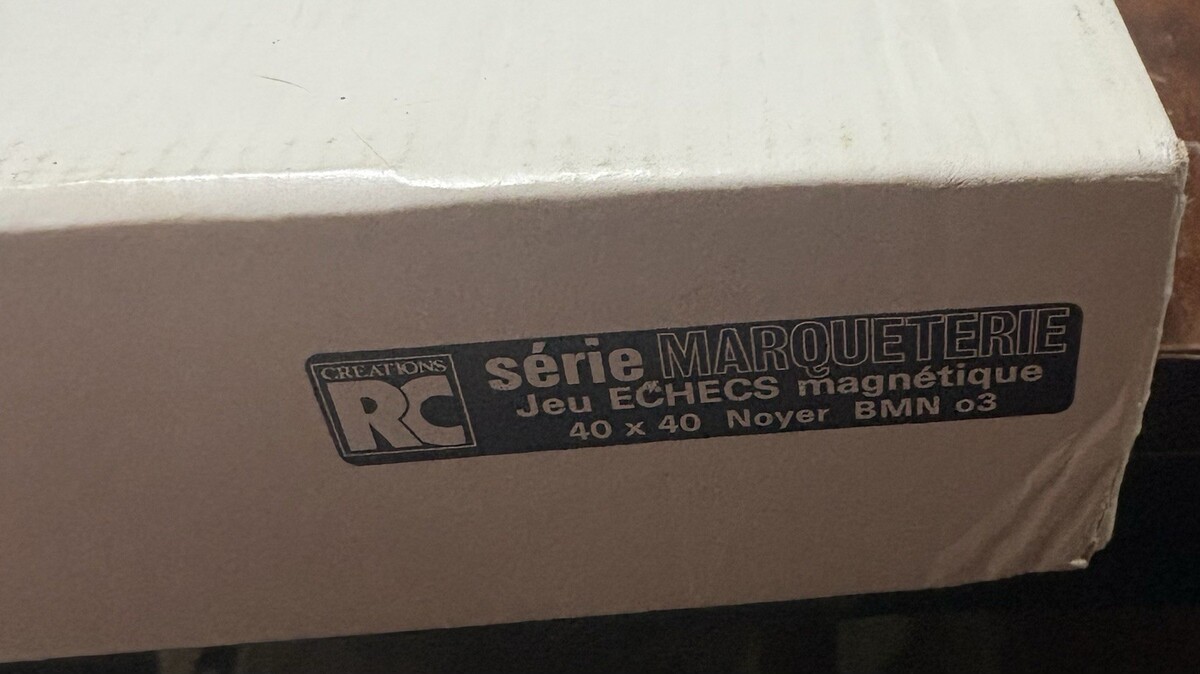 CREATIONS
RC
série MARQUETERIE
Jeu ECHECS magnétique
40 x 40 Noyer BMN o3